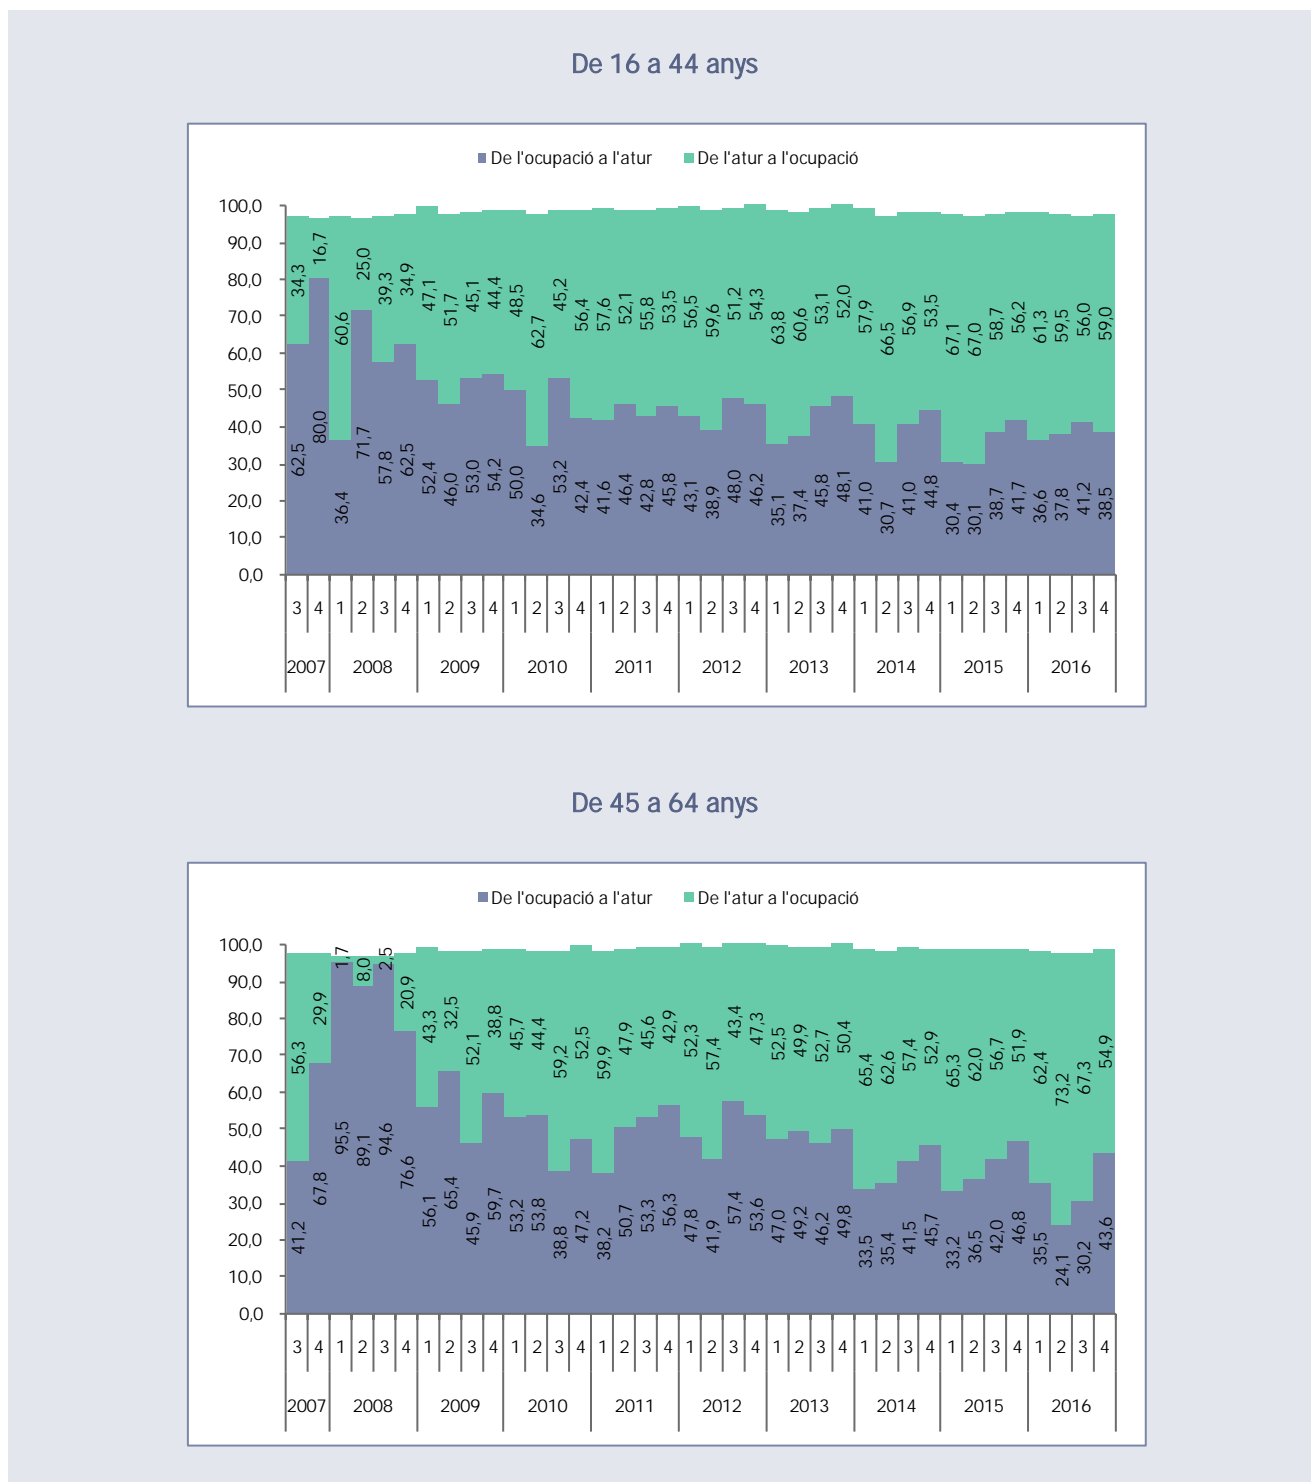 De 16 a 44 anys
De l'ocupació a l'atur De l'atur a l'ocupació
100,0
90,0
80,0
70,0
60,0
50,0
40,0
30,0
20,0
10,0
0,0
34,3 16,7 60,6 25,0 39,3 34,9 47,1 51,7 45,1 44,4 48,5 62,7 45,2 56,4 57,6 52,1 55,8 53,5 56,5 59,6 51,2 54,3 63,8 60,6 53,1 52,0 57,9 66,5 56,9 53,5 67,1 67,0 58,7 56,2 61,3 59,5 56,0 59,0
62,5 80,0 36,4 71,7 57,8 62,5 52,4 46,0 53,0 54,2 50,0 34,6 53,2 42,4 41,6 46,4 42,8 45,8 43,1 38,9 48,0 46,2 35,1 37,4 45,8 48,1 41,0 30,7 41,0 44,8 30,4 30,1 38,7 41,7 36,6 37,8 41,2 38,5
3 4 1 2 3 4 1 2 3 4 1 2 3 4 1 2 3 4 1 2 3 4 1 2 3 4 1 2 3 4 1 2 3 4 1 2 3 4
2007 2008 2009 2010 2011 2012 2013 2014 2015 2016
De 45 a 64 anys
De l'ocupació a l'atur De l'atur a l'ocupació
100,0
90,0
80,0
70,0
60,0
50,0
40,0
30,0
20,0
10,0
0,0
56,3 29,9 1,7 8,0 2,5 20,9 43,3 32,5 52,1 38,8 45,7 44,4 59,2 52,5 59,9 47,9 45,6 42,9 52,3 57,4 43,4 47,3 52,5 49,9 52,7 50,4 65,4 62,6 57,4 52,9 65,3 62,0 56,7 51,9 62,4 73,2 67,3 54,9
41,2 67,8 95,5 89,1 94,6 76,6 56,1 65,4 45,9 59,7 53,2 53,8 38,8 47,2 38,2 50,7 53,3 56,3 47,8 41,9 57,4 53,6 47,0 49,2 46,2 49,8 33,5 35,4 41,5 45,7 33,2 36,5 42,0 46,8 35,5 24,1 30,2 43,6
3 4 1 2 3 4 1 2 3 4 1 2 3 4 1 2 3 4 1 2 3 4 1 2 3 4 1 2 3 4 1 2 3 4 1 2 3 4
2007 2008 2009 2010 2011 2012 2013 2014 2015 2016